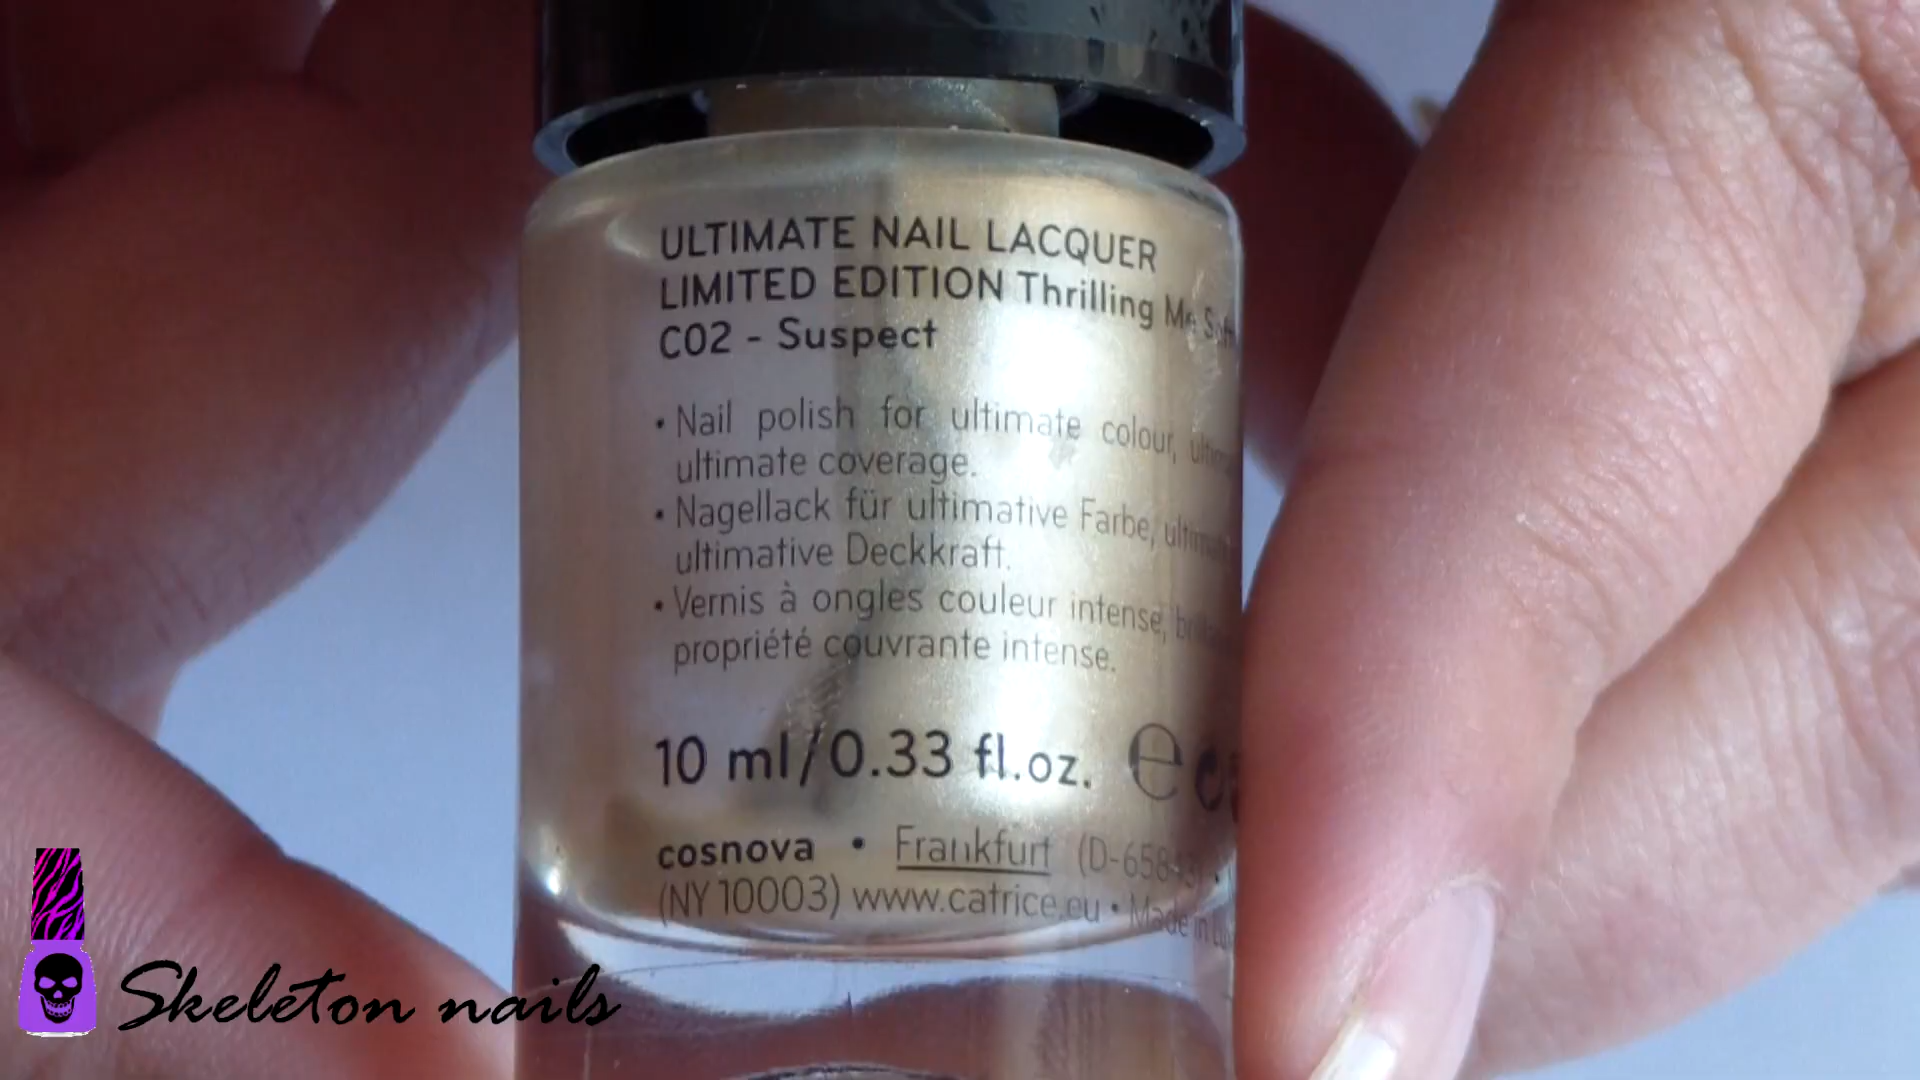 ULTIMATE NAIL LACQUER
LIMITED EDITION Thrilling Me
C02 - Suspect
• Nail polish for ultimate colour,
ultimate coverage.
• Nagellack für ultimative Farbe,
ultimative Deckkraft.
• Vernis à ongles couleur intense,
propriété couvrante intense.
10 ml/0.33 fl.oz. ℮
cosnova • Frankfurt
(NY 10003) www.catrice.eu • Made in
Skeleton nails